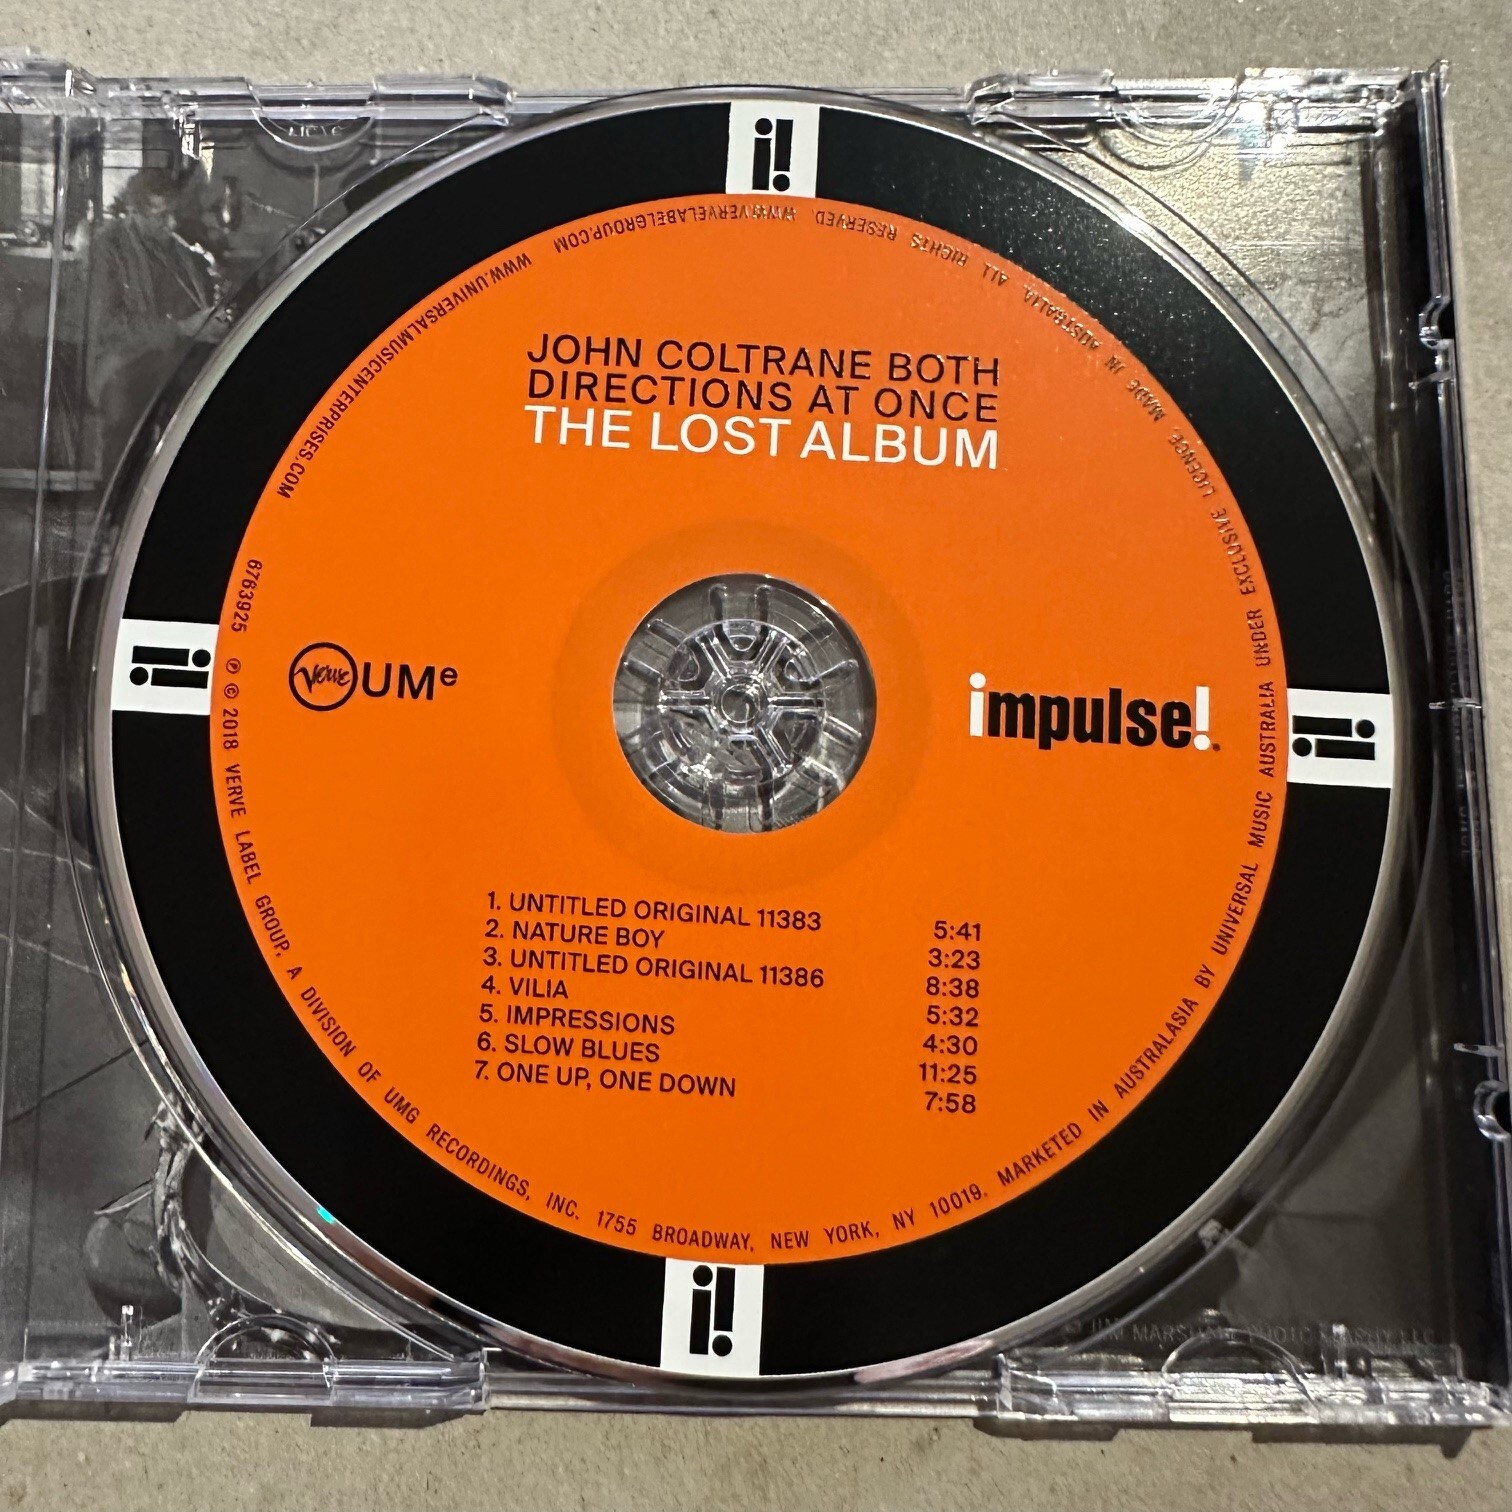 JOHN COLTRANE BOTH
DIRECTIONS AT ONCE
THE LOST ALBUM
Verve UMe
impulse!
1. UNTITLED ORIGINAL 11383 5:41
2. NATURE BOY 3:23
3. UNTITLED ORIGINAL 11386 8:38
4. VILIA 5:32
5. IMPRESSIONS 4:30
6. SLOW BLUES 11:25
7. ONE UP, ONE DOWN 7:58
6763925 ℗ © 2018 VERVE LABEL GROUP, A DIVISION OF UMG RECORDINGS, INC. 1755 BROADWAY, NEW YORK, NY 10019. MARKETED IN AUSTRALASIA BY UNIVERSAL MUSIC AUSTRALIA UNDER EXCLUSIVE LICENCE. MADE IN AUSTRALIA. ALL RIGHTS RESERVED. WWW.VERVELABELGROUP.COM WWW.UNIVERSALMUSICENTERPRISES.COM
i!
i!
i!
i!